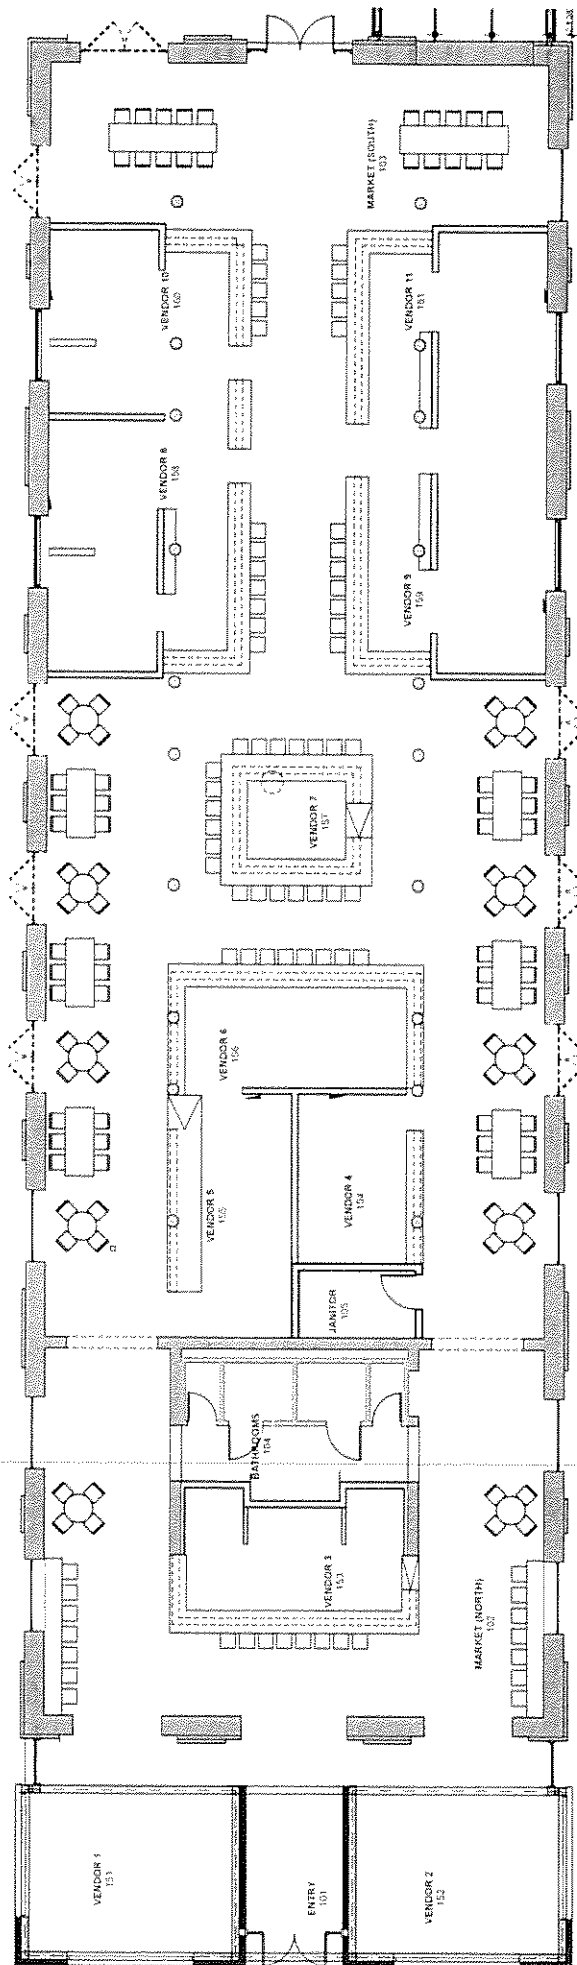 MARKET (SOUTH)
103
VENDOR 10
160
VENDOR 11
161
VENDOR 8
158
VENDOR 9
159
VENDOR 7
157
VENDOR 6
156
VENDOR 5
155
VENDOR 4
154
JANITOR
105
BATHROOMS
104
VENDOR 3
153
MARKET (NORTH)
102
VENDOR 1
151
ENTRY
101
VENDOR 2
152